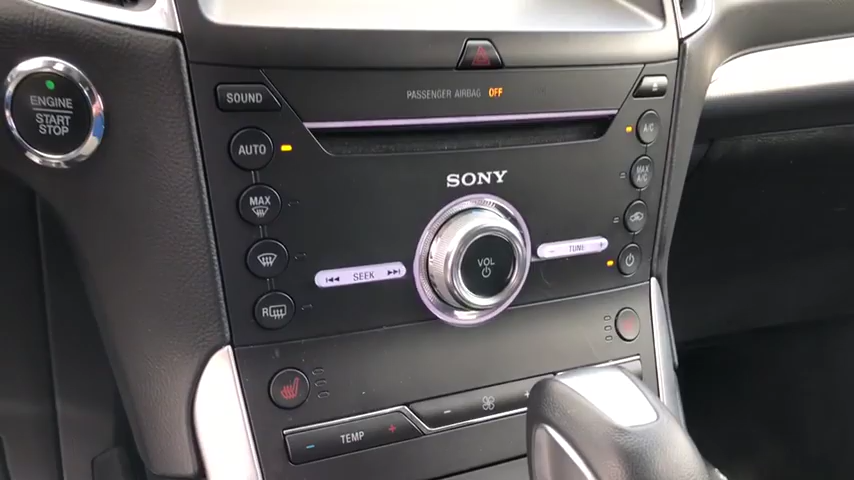 ENGINE
START
STOP
SOUND
PASSENGER AIRBAG OFF
AUTO
A/C
SONY
MAX
A/C
MAX
VOL
SEEK
- TUNE +
R
- TEMP +
- +